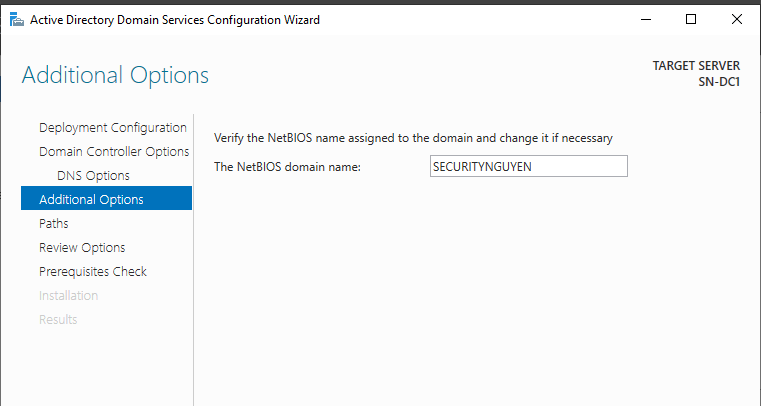 Active Directory Domain Services Configuration Wizard
Additional Options
TARGET SERVER
SN-DC1
Deployment Configuration
Domain Controller Options
DNS Options
Additional Options
Paths
Review Options
Prerequisites Check
Installation
Results
Verify the NetBIOS name assigned to the domain and change it if necessary
The NetBIOS domain name: SECURITYNGUYEN